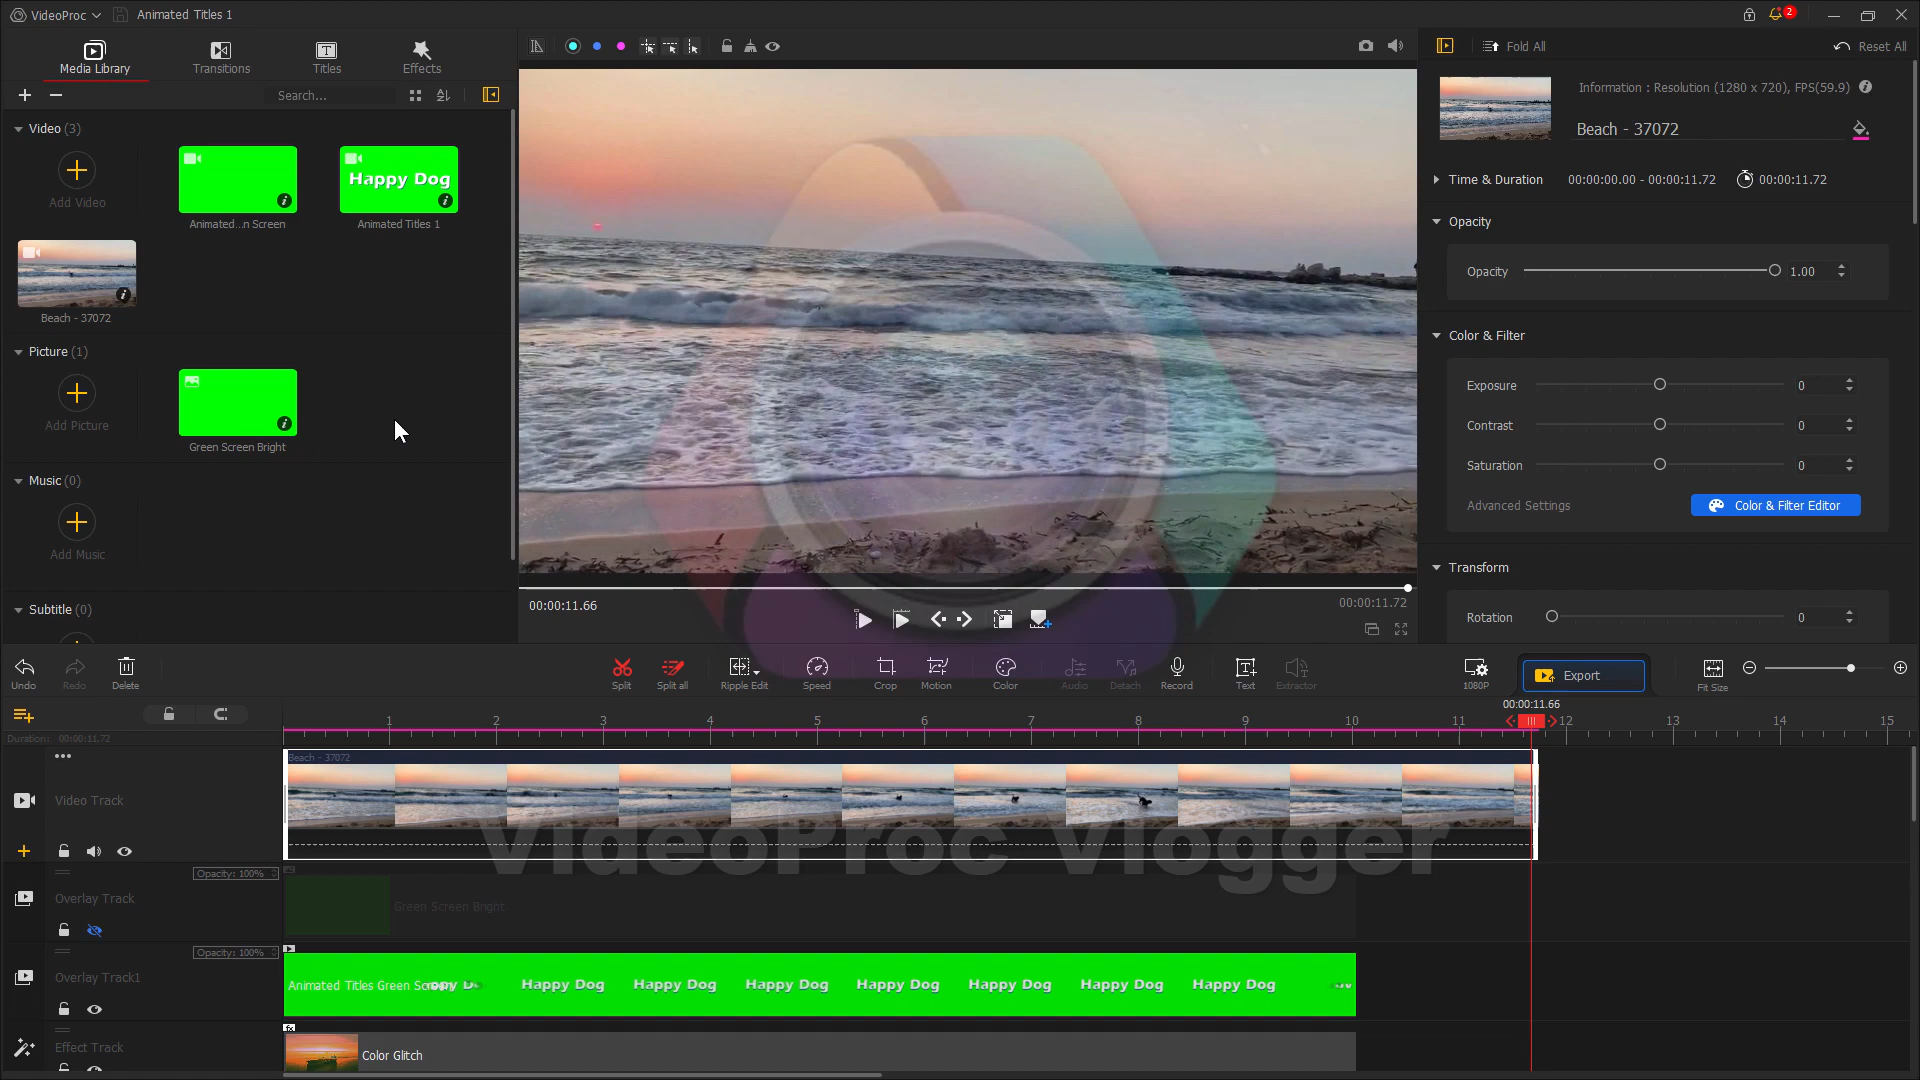 VideoProc
Animated Titles 1
2
Media Library
Transitions
Titles
Effects
Fold All
Reset All
Search...
Information : Resolution (1280 x 720), FPS(59.9)
Beach - 37072
Video (3)
Add Video
Happy Dog
Animated...n Screen
Animated Titles 1
Time & Duration
00:00:00.00 - 00:00:11.72
00:00:11.72
Opacity
Opacity
1.00
Beach - 37072
Color & Filter
Picture (1)
Add Picture
Green Screen Bright
Exposure
0
Contrast
0
Saturation
0
Music (0)
Add Music
Advanced Settings
Color & Filter Editor
Transform
Subtitle (0)
00:00:11.66
00:00:11.72
Rotation
0
Undo
Redo
Delete
Split
Split all
Ripple Edit
Speed
Crop
Motion
Color
Audio
Detach
Record
Text
Extractor
1080P
Export
Fit Size
00:00:11.66
1
2
3
4
5
6
7
8
9
10
11
12
13
14
15
Duration: 00:00:11.72
Beach - 37072
Video Track
VideoProc Vlogger
Opacity: 100%
Overlay Track
Green Screen Bright
Opacity: 100%
Overlay Track1
Animated Titles Green Screen
Happy Dog
Happy Dog
Happy Dog
Happy Dog
Happy Dog
Happy Dog
Happy Dog
Effect Track
fx
Color Glitch